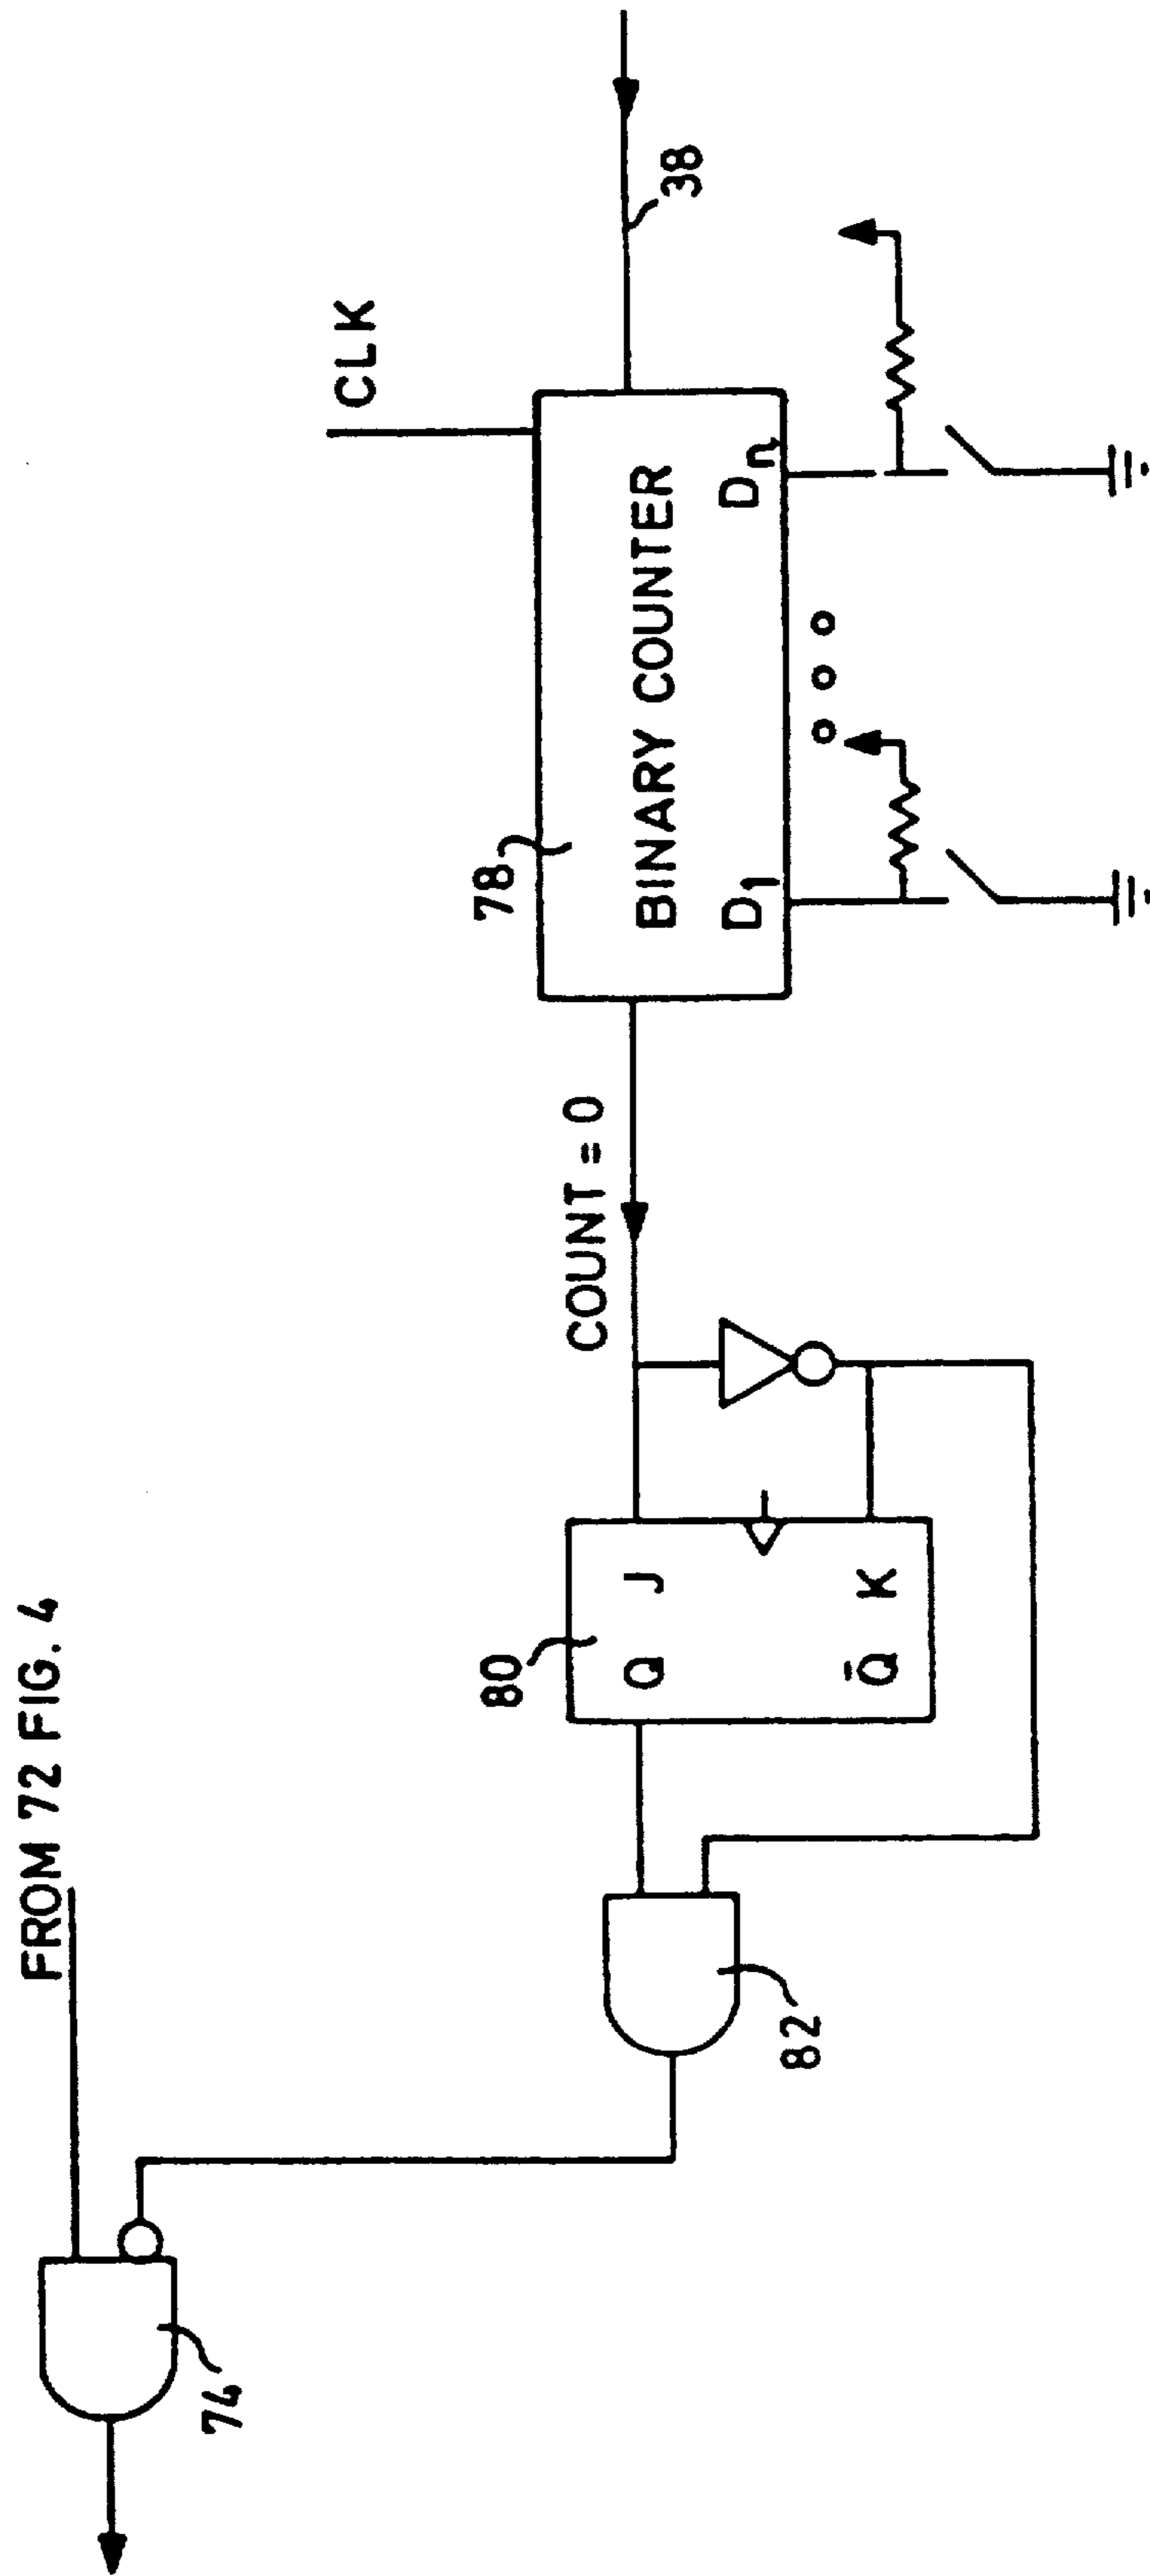 FROM 72 FIG. 4
74
82
80
Q
J
Q̄
K
COUNT = 0
78
BINARY COUNTER
D1
Dn
CLK
38